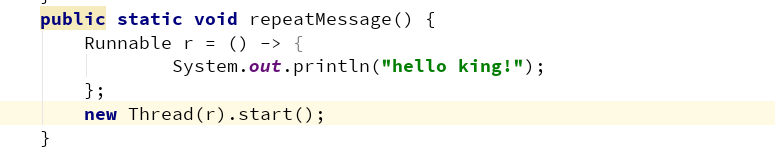 public static void repeatMessage() {
    Runnable r = () -> {
            System.out.println("hello king!");
    };
    new Thread(r).start();
}